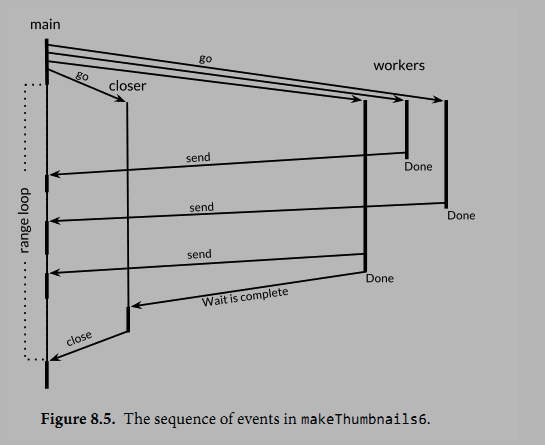 main
go
workers
go
closer
send
Done
send
Done
range loop
send
Done
Wait is complete
close
Figure 8.5. The sequence of events in makeThumbnails6.